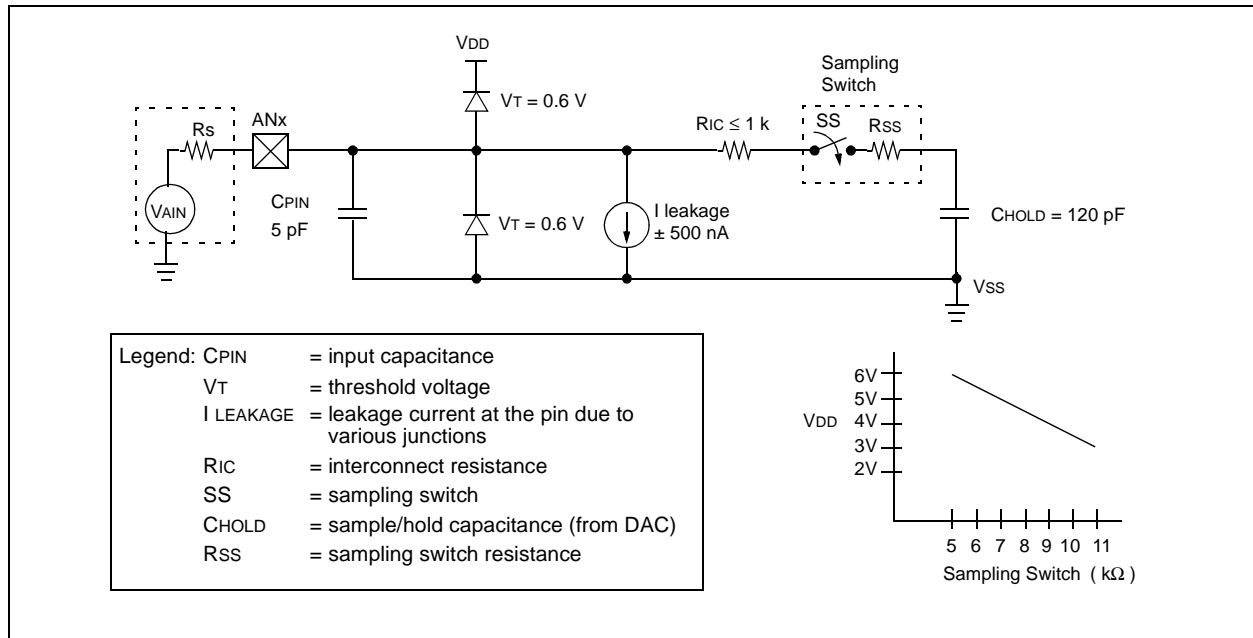 VDD
Sampling
Switch
VT = 0.6 V
ANx
SS
RIC ≤ 1 k
RSS
Rs
VAIN
CPIN
5 pF
VT = 0.6 V
I leakage
± 500 nA
CHOLD = 120 pF
VSS
Legend: CPIN = input capacitance
VT = threshold voltage
I LEAKAGE = leakage current at the pin due to
various junctions
RIC = interconnect resistance
SS = sampling switch
CHOLD = sample/hold capacitance (from DAC)
RSS = sampling switch resistance
6V
5V
VDD 4V
3V
2V
5 6 7 8 9 10 11
Sampling Switch ( kΩ )